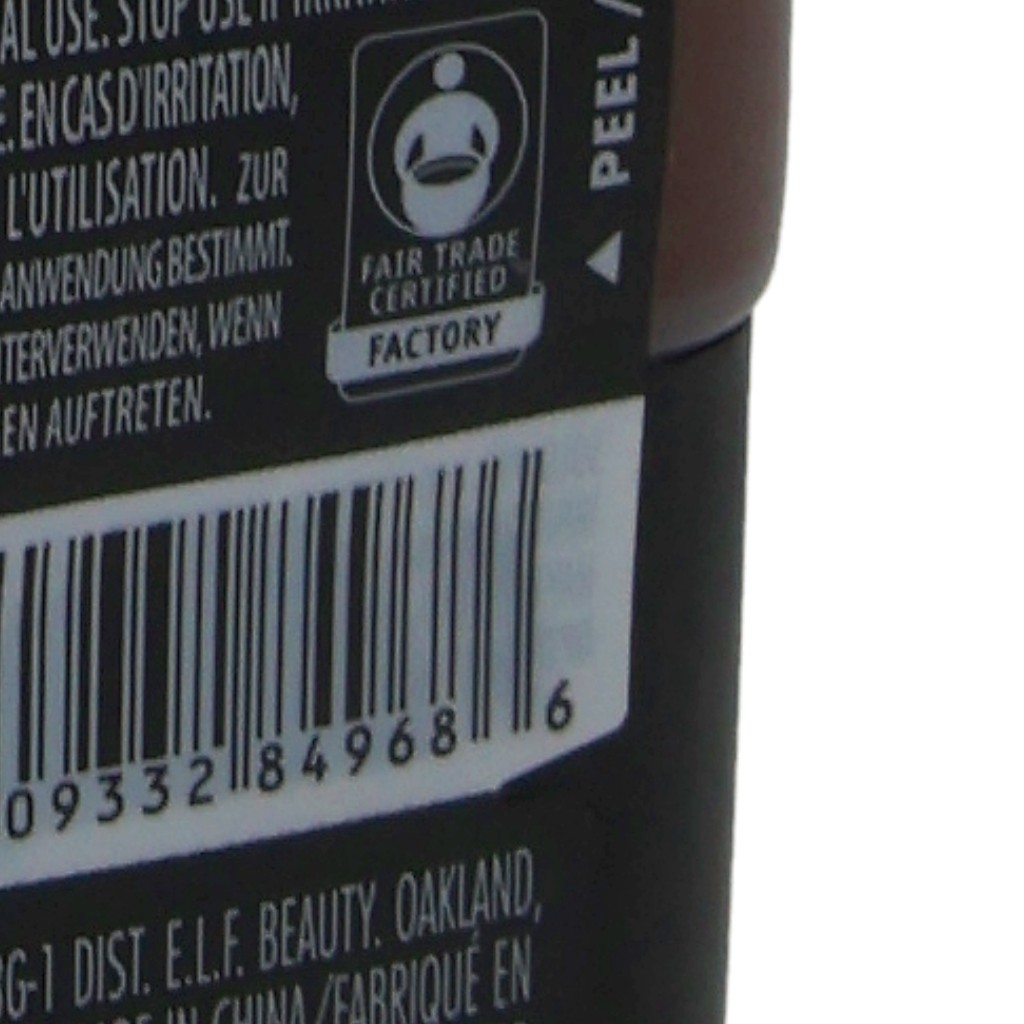 AL USE. STOP USE IF
E. EN CAS D'IRRITATION,
L'UTILISATION. ZUR
ANWENDUNG BESTIMMT.
TERVERWENDEN, WENN
EN AUFTRETEN.
FAIR TRADE
CERTIFIED
FACTORY
PEEL /
09332 84968 6
G-1 DIST. E.L.F. BEAUTY. OAKLAND,
IN CHINA/FABRIQUÉ EN